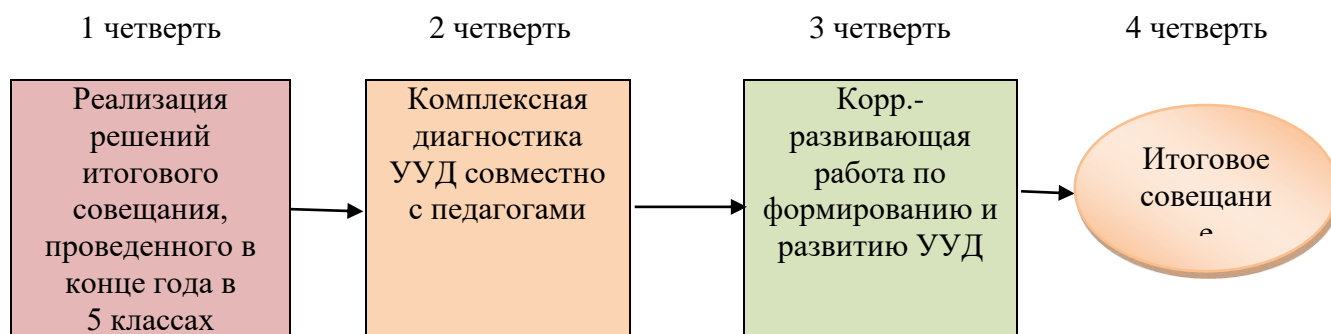 1 четверть
2 четверть
3 четверть
4 четверть
Реализация
решений
итогового
совещания,
проведенного в
конце года в
5 классах
Комплексная
диагностика
УУД совместно
с педагогами
Корр.-
развивающая
работа по
формированию и
развитию УУД
Итоговое
совещани
е